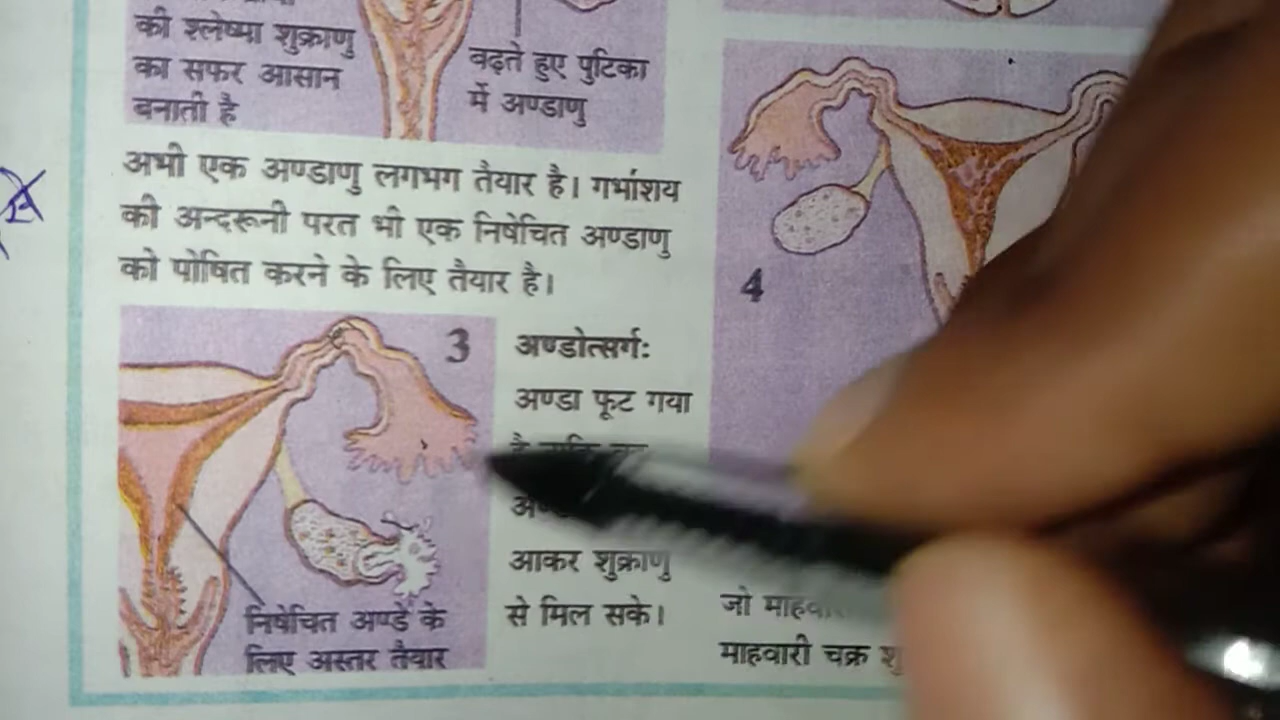 की श्लेष्मा शुक्राणु
का सफर आसान
बनाती है
बढ़ते हुए पुटिका
में अण्डाणु
अभी एक अण्डाणु लगभग तैयार है। गर्भाशय
की अन्दरूनी परत भी एक निषेचित अण्डाणु
को पोषित करने के लिए तैयार है।
3
अण्डोत्सर्गः
अण्डा फूट गया
आकर शुक्राणु
से मिल सके।
निषेचित अण्डे के
लिए अस्तर तैयार
4
जो
माहवारी चक्र